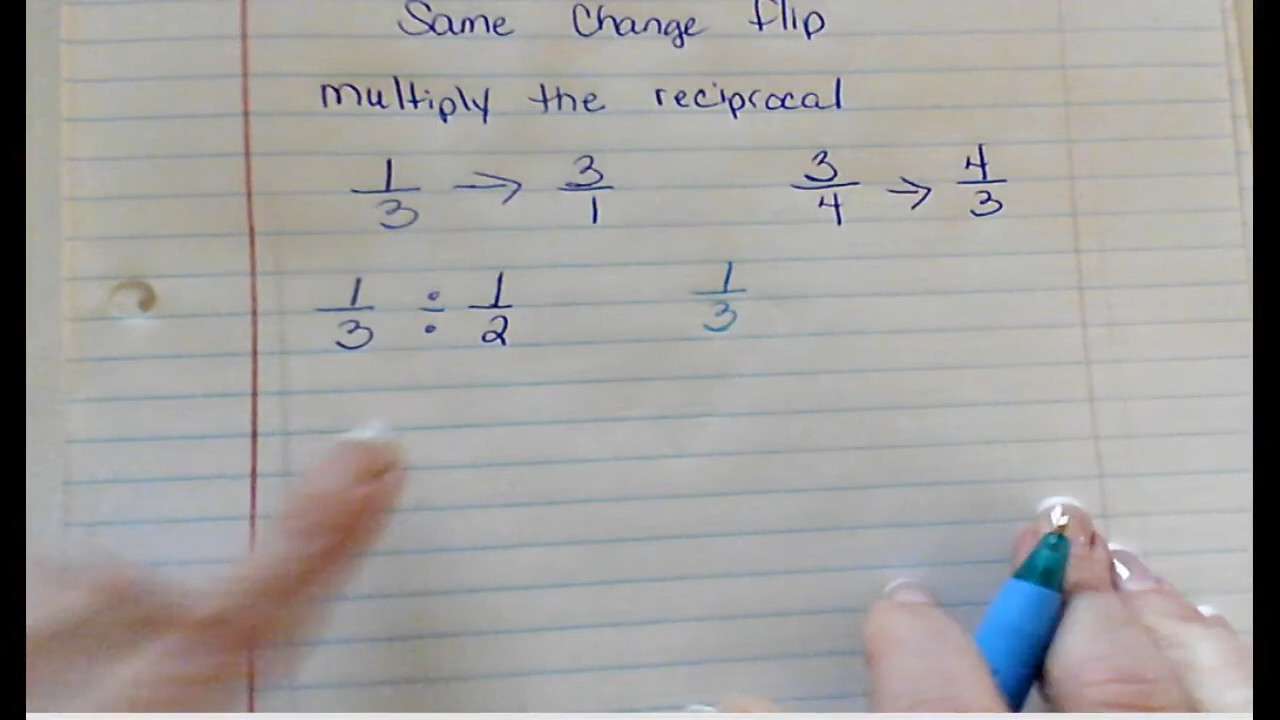 Same Change flip
multiply the reciprocal
1/3 → 3/1 3/4 → 4/3
1/3 ÷ 1/2 1/3